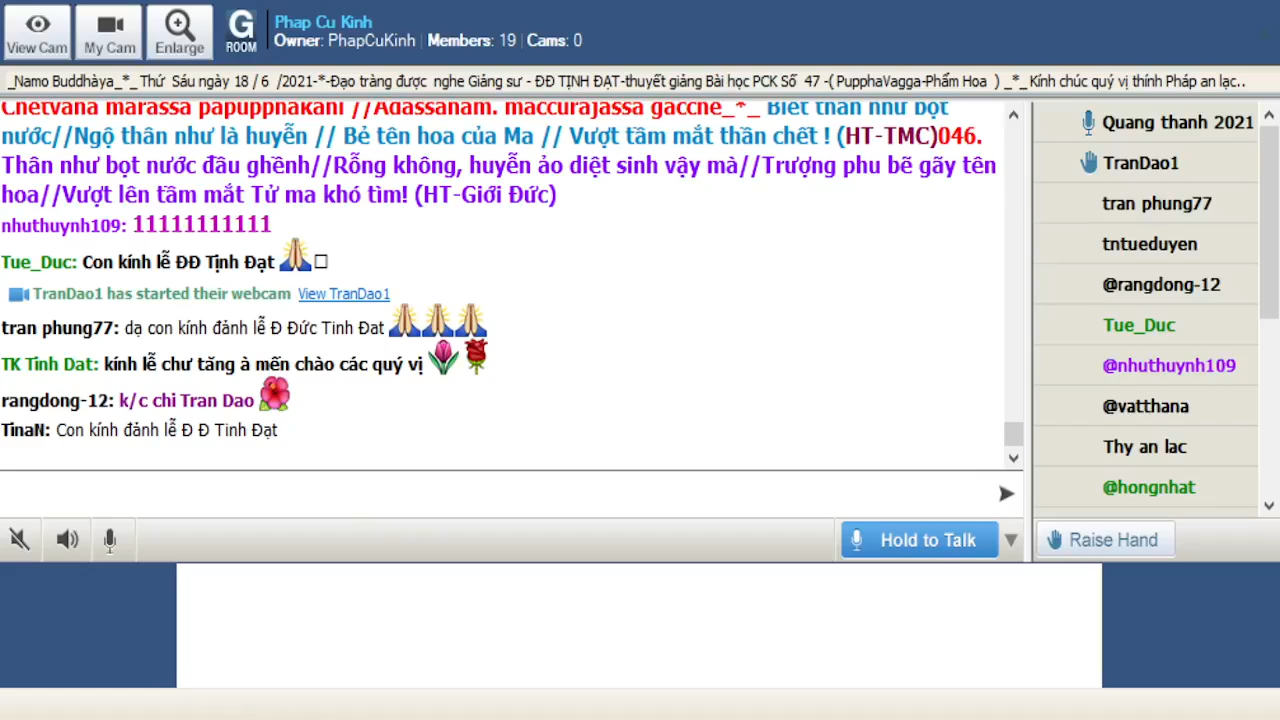 View Cam
My Cam
Enlarge
G
ROOM
Phap Cu Kinh
Owner: PhapCuKinh | Members: 19 | Cams: 0
_Namo Buddhàya_*_ Thứ Sáu ngày 18 / 6 /2021-*-Đạo tràng được nghe Giảng sư - ĐĐ TỊNH ĐẠT-thuyết giảng Bài học PCK Số 47 -( PupphaVagga-Phẩm Hoa ) _*_Kính chúc quý vị thính Pháp an lạc..
Chetvāna mārassa papupphakāni //Adassanam. maccurājassa gacche_*_ Biết thân như bọt
nước//Ngộ thân như là huyễn // Bẻ tên hoa của Ma // Vượt tầm mắt thần chết ! (HT-TMC)046.
Thân như bọt nước đầu ghềnh//Rỗng không, huyễn ảo diệt sinh vậy mà//Trượng phu bẽ gãy tên
hoa//Vượt lên tầm mắt Tử ma khó tìm! (HT-Giới Đức)
nhuthuynh109: 11111111111
Tue_Duc: Con kính lễ ĐĐ Tịnh Đạt
TranDao1 has started their webcam View TranDao1
tran phung77: dạ con kính đảnh lễ Đ Đức Tinh Đat
TK Tinh Dat: kính lễ chư tăng à mến chào các quý vị
rangdong-12: k/c chi Tran Dao
TinaN: Con kính đảnh lễ Đ Đ Tinh Đạt
Quang thanh 2021
TranDao1
tran phung77
tntueduyen
@rangdong-12
Tue_Duc
@nhuthuynh109
@vatthana
Thy an lac
@hongnhat
Hold to Talk
Raise Hand